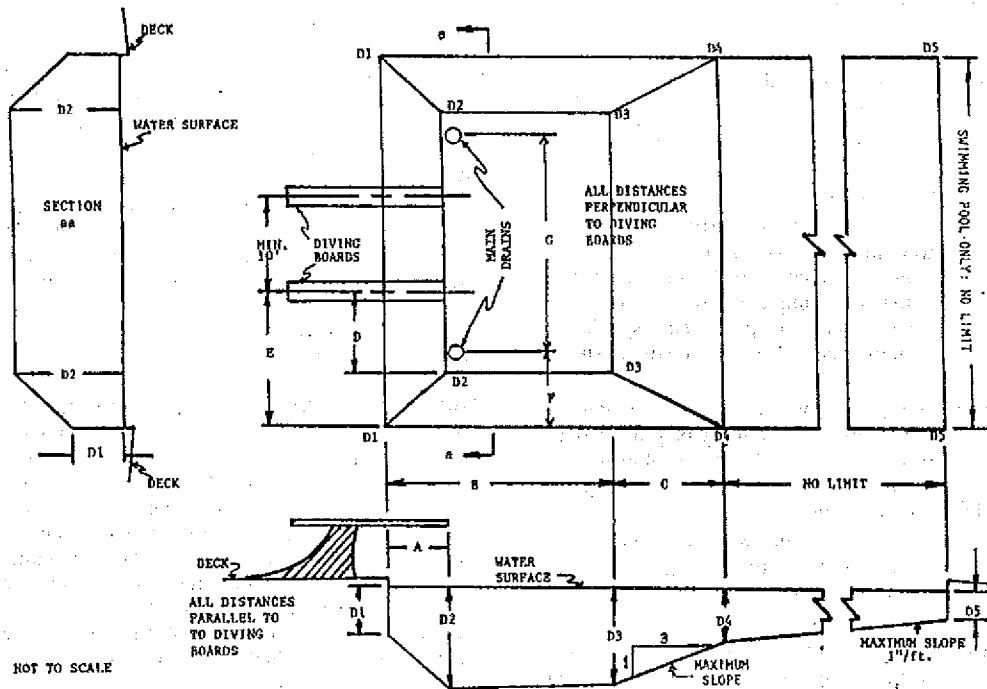 DECK
a
D1
D4
D5
D2
D2
D3
WATER SURFACE
SECTION
aa
MIN.
10'
DIVING
BOARDS
MAIN
DRAINS
G
ALL DISTANCES
PERPENDICULAR
TO DIVING
BOARDS
SWIMMING POOL ONLY: NO LIMIT
E
D
F
D2
D2
D3
D1
D1
D4
D5
DECK
a
B
C
NO LIMIT
A
DECK
WATER
SURFACE
ALL DISTANCES
PARALLEL TO
TO DIVING
BOARDS
D1
D2
D3
D4
D5
3
1
MAXIMUM
SLOPE
MAXIMUM SLOPE
1"/ft.
NOT TO SCALE